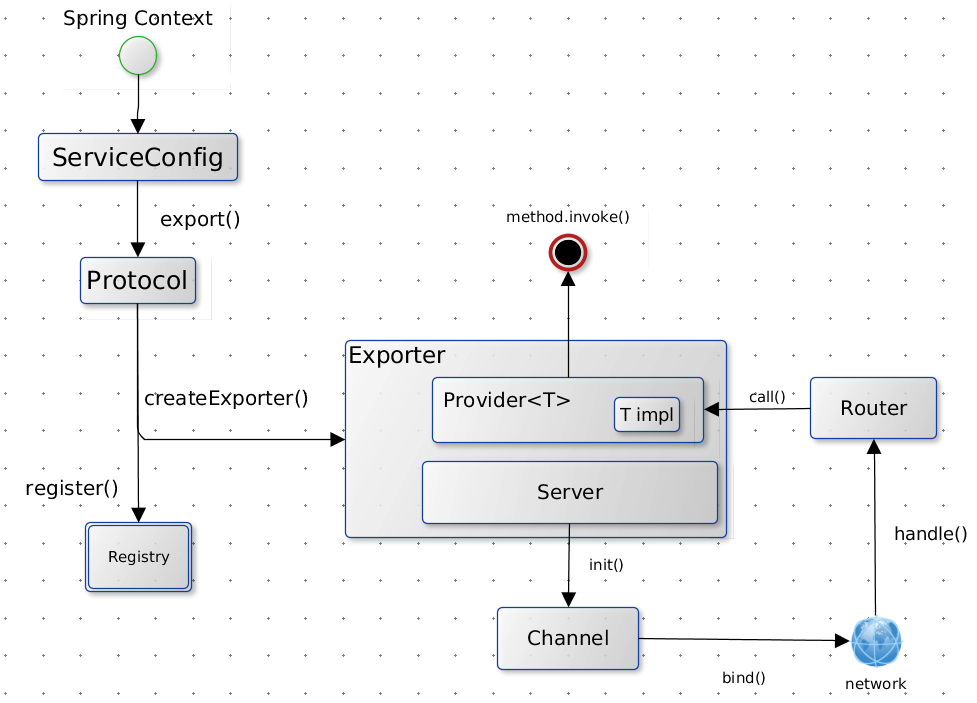 Spring Context
ServiceConfig
export()
method.invoke()
Protocol
Exporter
createExporter()
Provider<T>
T impl
call()
Router
register()
Server
handle()
Registry
init()
Channel
bind()
network